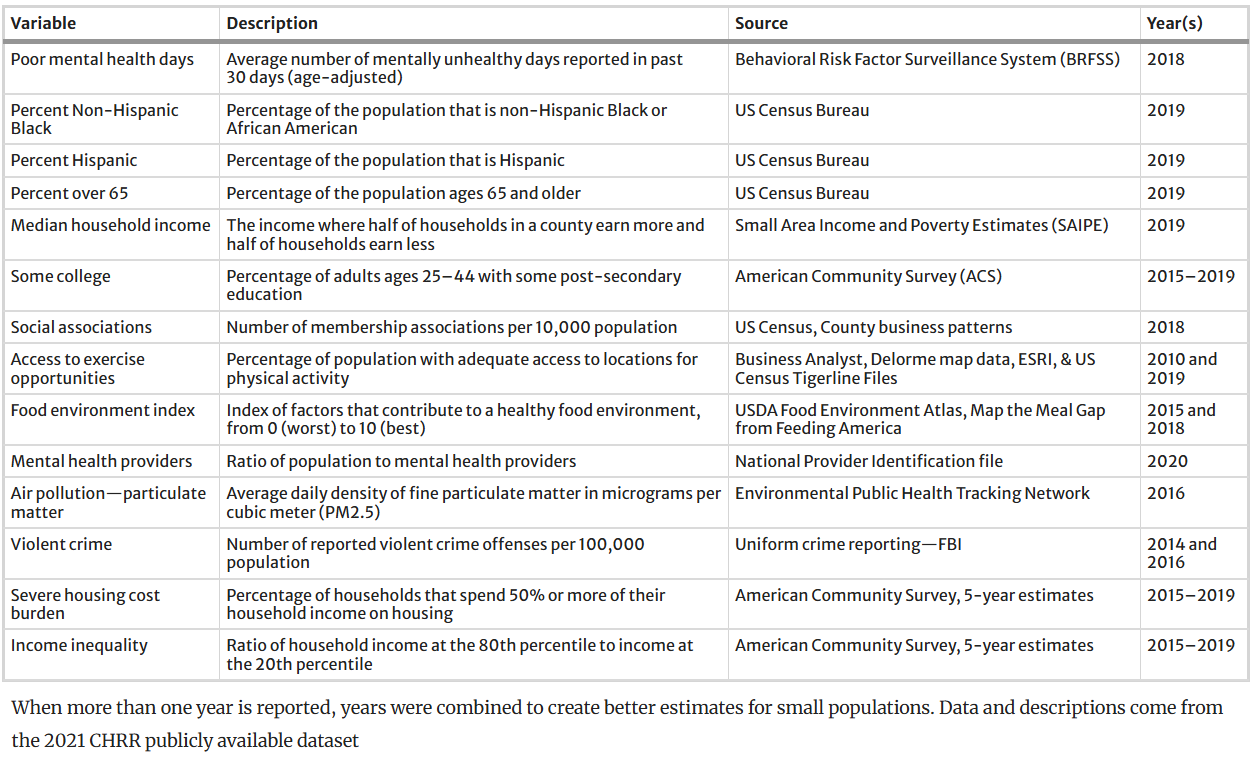 Variable Description Source Year(s)
Poor mental health days Average number of mentally unhealthy days reported in past Behavioral Risk Factor Surveillance System (BRFSS) 2018
30 days (age-adjusted)
Percent Non-Hispanic Percentage of the population that is non-Hispanic Black or US Census Bureau 2019
Black African American
Percent Hispanic Percentage of the population that is Hispanic US Census Bureau 2019
Percent over 65 Percentage of the population ages 65 and older US Census Bureau 2019
Median household income The income where half of households in a county earn more and Small Area Income and Poverty Estimates (SAIPE) 2019
half of households earn less
Some college Percentage of adults ages 25–44 with some post-secondary American Community Survey (ACS) 2015–2019
education
Social associations Number of membership associations per 10,000 population US Census, County business patterns 2018
Access to exercise Percentage of population with adequate access to locations for Business Analyst, Delorme map data, ESRI, & US 2010 and
opportunities physical activity Census Tigerline Files 2019
Food environment index Index of factors that contribute to a healthy food environment, USDA Food Environment Atlas, Map the Meal Gap 2015 and
from 0 (worst) to 10 (best) from Feeding America 2018
Mental health providers Ratio of population to mental health providers National Provider Identification file 2020
Air pollution—particulate Average daily density of fine particulate matter in micrograms per Environmental Public Health Tracking Network 2016
matter cubic meter (PM2.5)
Violent crime Number of reported violent crime offenses per 100,000 Uniform crime reporting—FBI 2014 and
population 2016
Severe housing cost Percentage of households that spend 50% or more of their American Community Survey, 5-year estimates 2015–2019
burden household income on housing
Income inequality Ratio of household income at the 80th percentile to income at American Community Survey, 5-year estimates 2015–2019
the 20th percentile
When more than one year is reported, years were combined to create better estimates for small populations. Data and descriptions come from
the 2021 CHRR publicly available dataset